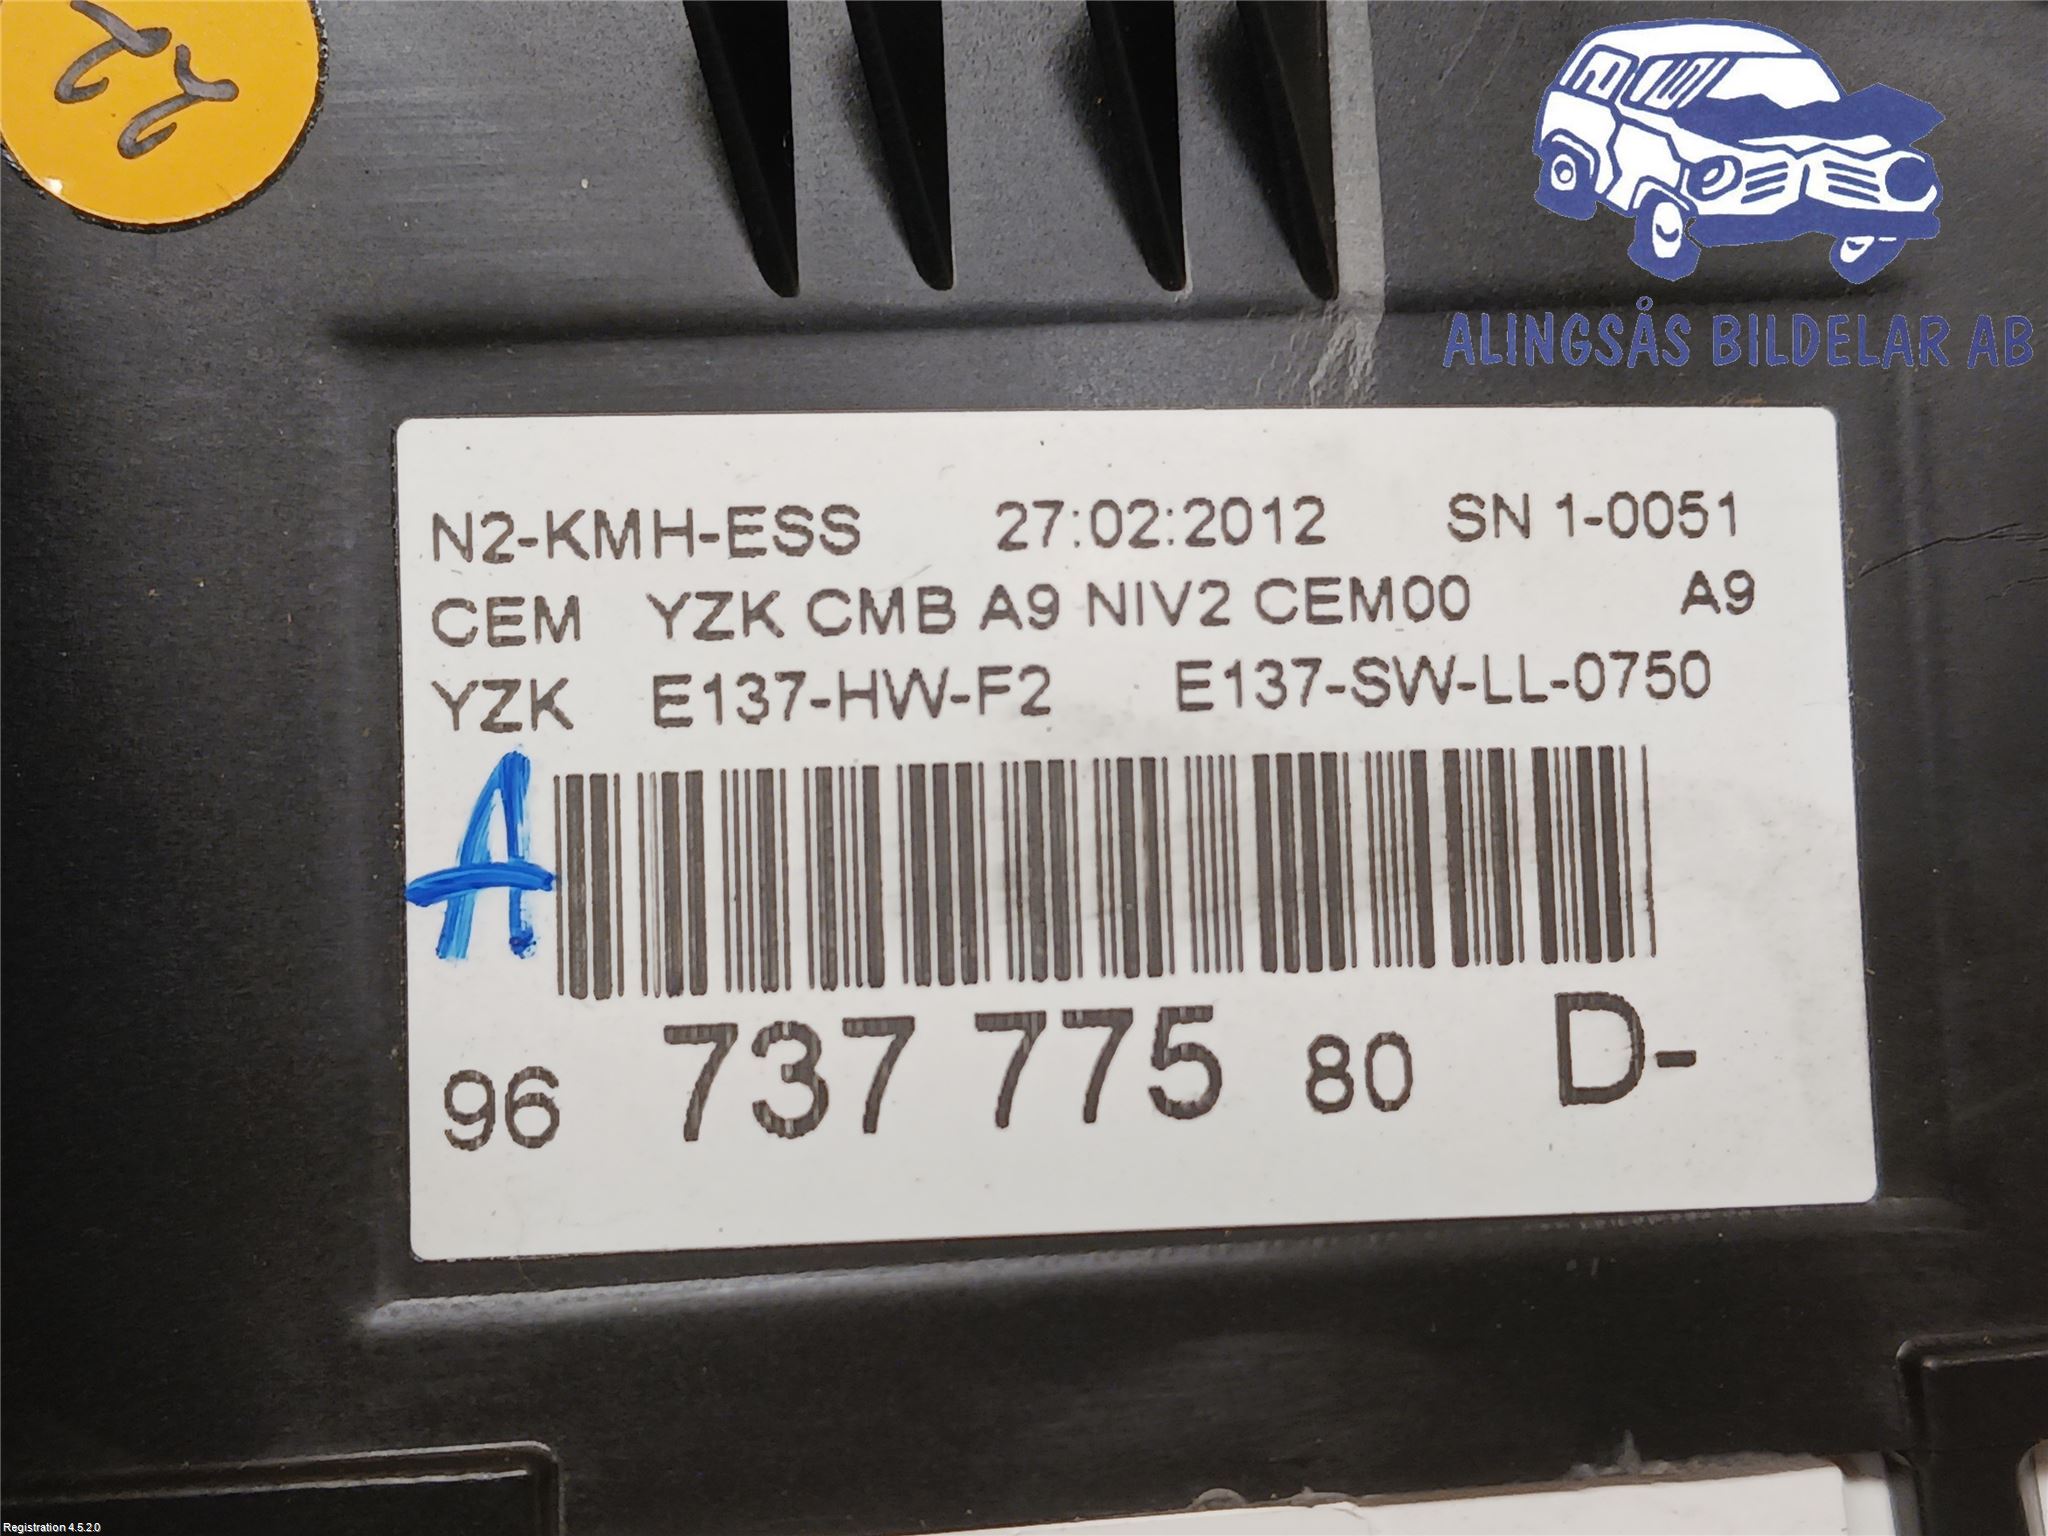 ALINGSÅS BILDELAR AB
N2-KMH-ESS 27:02:2012 SN 1-0051
CEM YZK CMB A9 NIV2 CEM00 A9
YZK E137-HW-F2 E137-SW-LL-0750
A
96 737 775 80 D-
Registration 4.5.2.0